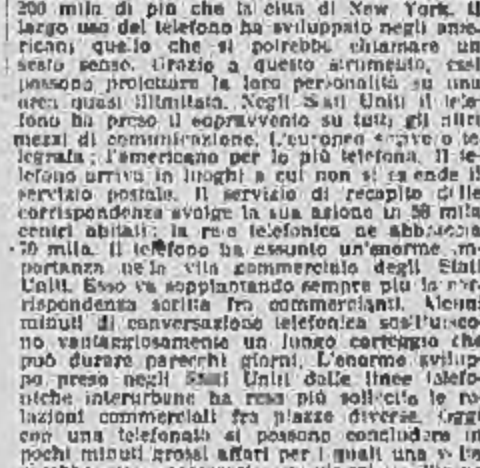 200 mila di più che la città di New York. Il
largo uso del telefono ha sviluppato negli ame-
ricani quello che si potrebbe chiamare un
sesto senso. Grazie a questo strumento, essi
possono proiettare la loro personalità su una
area quasi illimitata. Negli Stati Uniti il tele-
fono ha preso il sopravvento su tutti gli altri
mezzi di comunicazione. L'europeo scrive o te-
legrafa; l'americano per lo più telefona. Il te-
lefono arriva in luoghi a cui non si estende il
servizio postale. Il servizio di recapito delle
corrispondenze svolge la sua azione in 58 mila
centri abitati; la rete telefonica ne abbraccia
70 mila. Il telefono ha assunto un'enorme im-
portanza nella vita commerciale degli Stati
Uniti. Esso va soppiantando sempre più la cor-
rispondenza scritta fra commercianti. Alcuni
minuti di conversazione telefonica sostituisco-
no vantaggiosamente un lungo carteggio che
può durare parecchi giorni. L'enorme svilup-
po preso negli Stati Uniti dalle linee telefo-
niche interurbane ha reso più sollecite le re-
lazioni commerciali fra piazze diverse. Oggi
con una telefonata si possono concludere in
pochi minuti grossi affari per i quali una volta